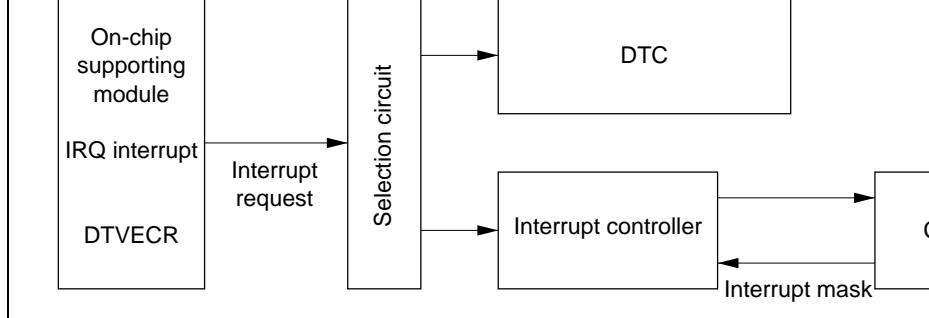 On-chip
supporting
module
IRQ interrupt
DTVECR
Interrupt
request
Selection circuit
DTC
Interrupt controller
Interrupt mask